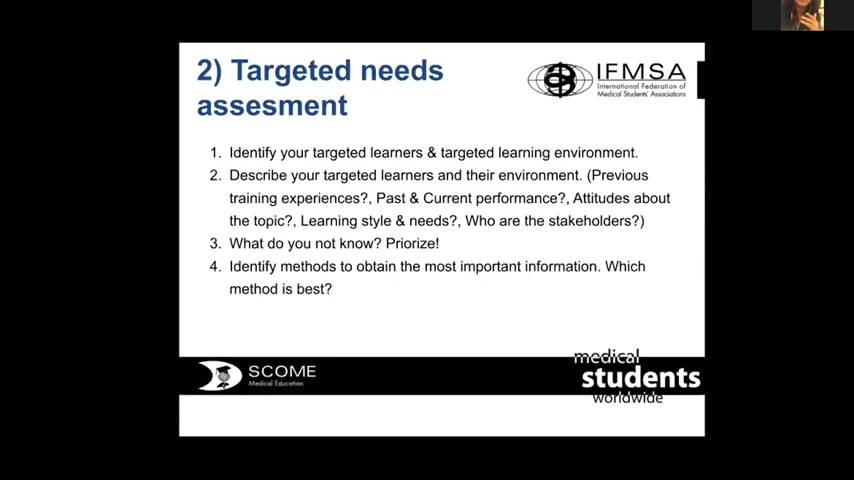 2) Targeted needs
assesment
IFMSA
International Federation of
Medical Students' Associations
1. Identify your targeted learners & targeted learning environment.
2. Describe your targeted learners and their environment. (Previous
training experiences?, Past & Current performance?, Attitudes about
the topic?, Learning style & needs?, Who are the stakeholders?)
3. What do you not know? Priorize!
4. Identify methods to obtain the most important information. Which
method is best?
SCOME
Medical Education
medical
students
worldwide